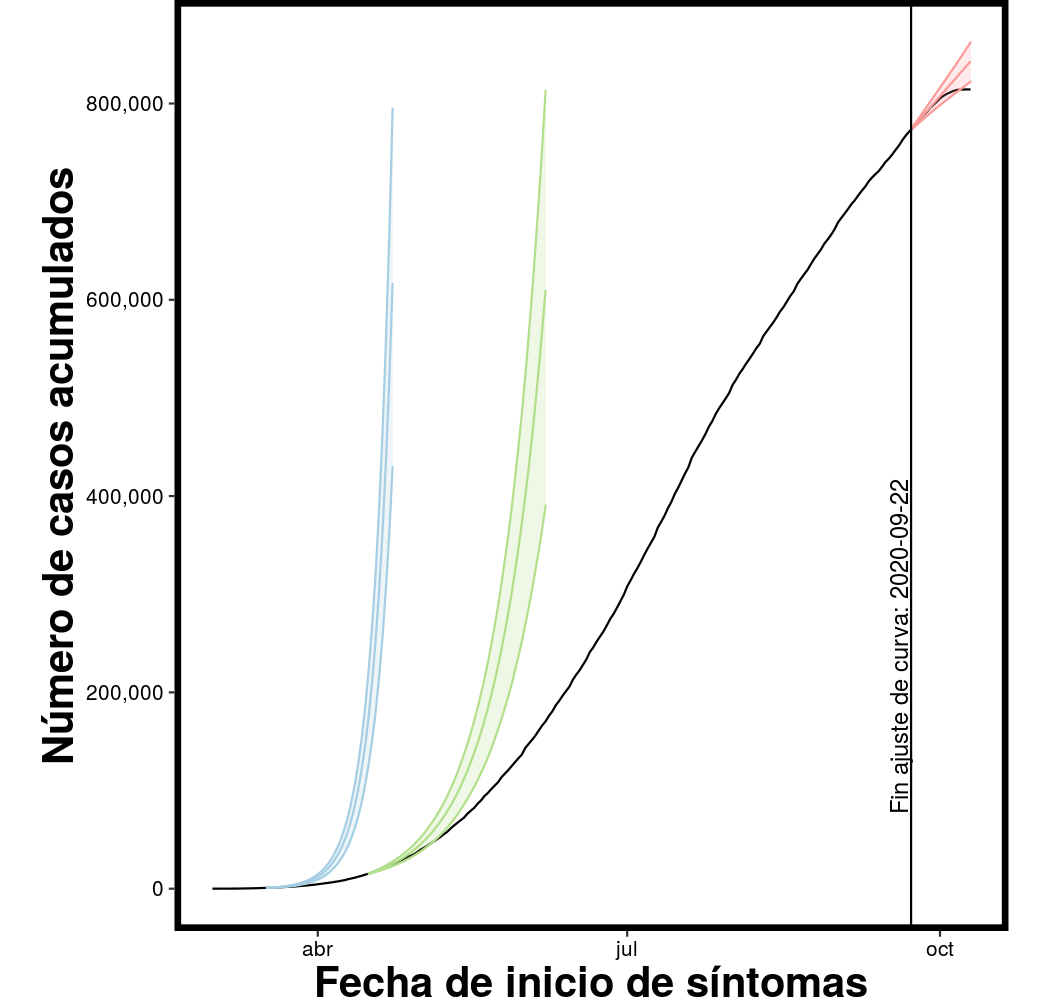 Número de casos acumulados
800,000
600,000
400,000
200,000
0
Fin ajuste de curva: 2020-09-22
abr
jul
oct
Fecha de inicio de síntomas